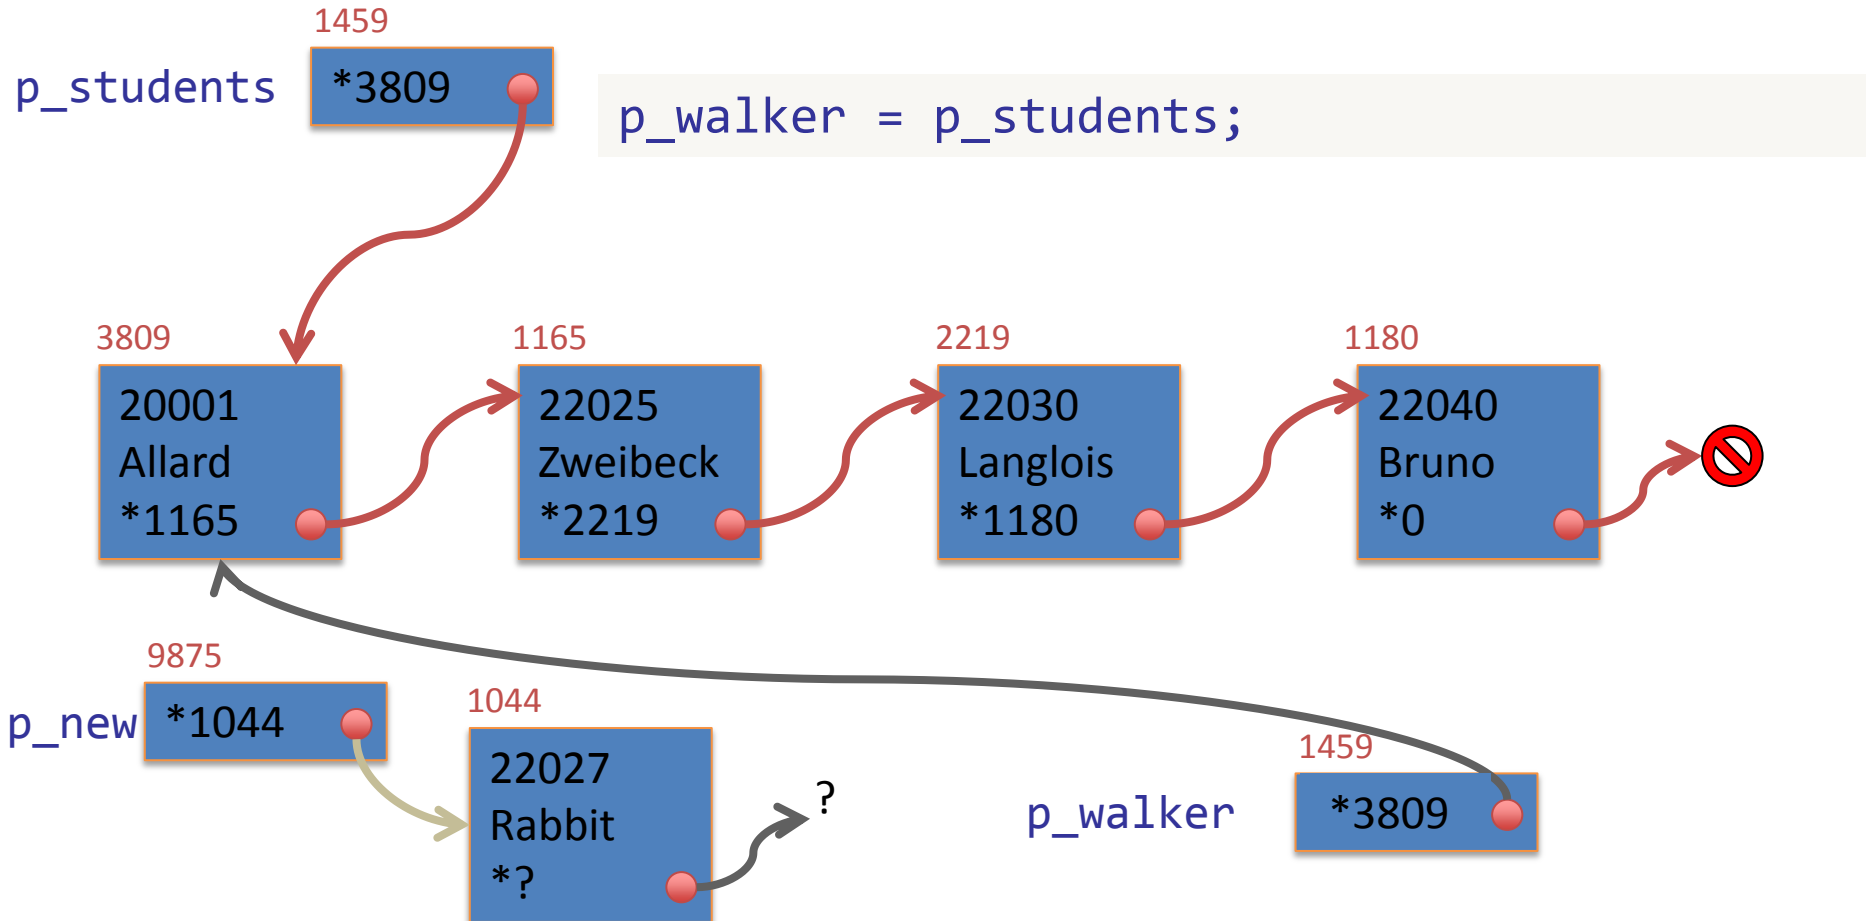 1459
p_students
*3809
p_walker = p_students;
3809
1165
2219
1180
20001
Allard
*1165
22025
Zweibeck
*2219
22030
Langlois
*1180
22040
Bruno
*0
9875
p_new
*1044
1044
22027
Rabbit
*?
?
1459
p_walker
*3809